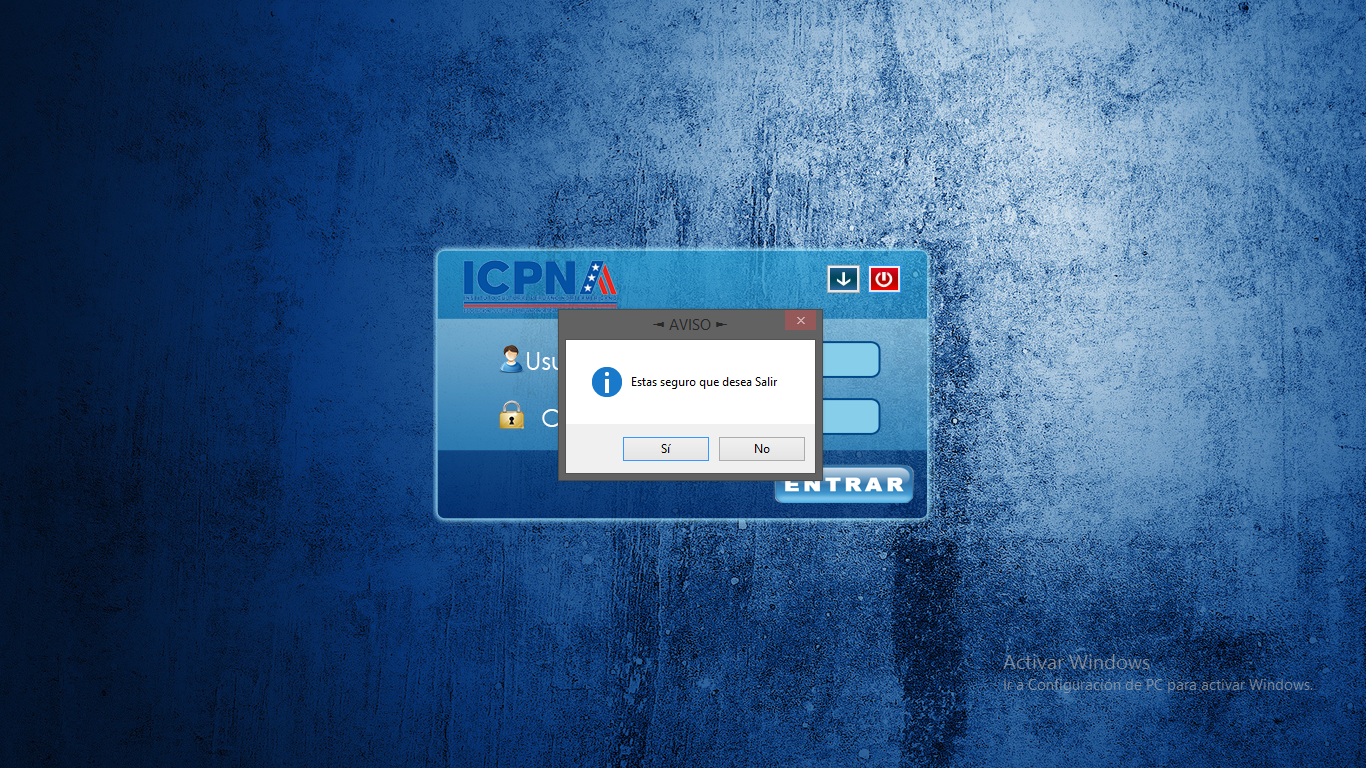 ICPNA
◄ AVISO ►
Usu
Estas seguro que desea Salir
Sí
No
ENTRAR
Activar Windows
Ir a Configuración de PC para activar Windows.